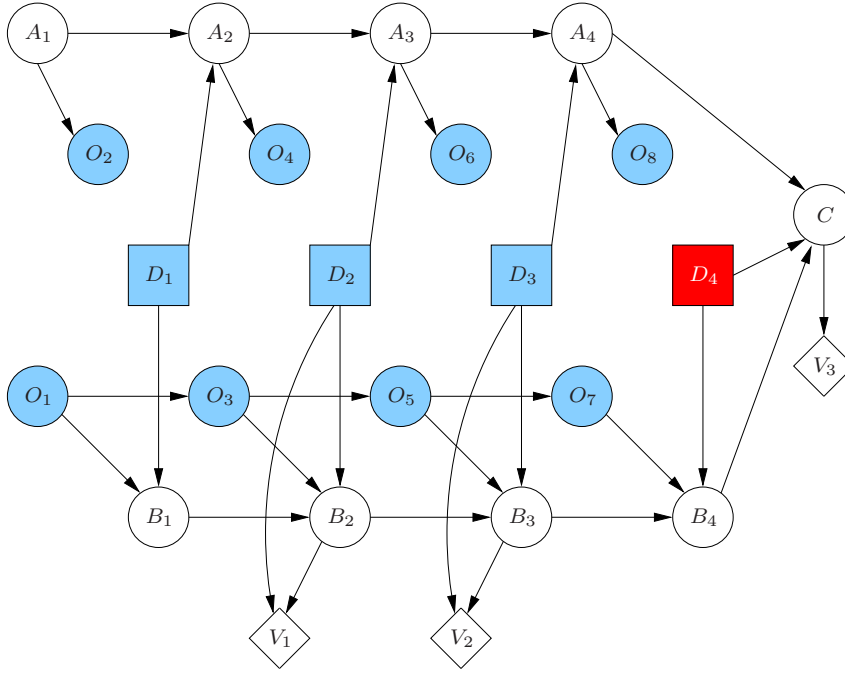 A1 A2 A3 A4
O2 O4 O6 O8
C
D1 D2 D3 D4
V3
O1 O3 O5 O7
B1 B2 B3 B4
V1 V2